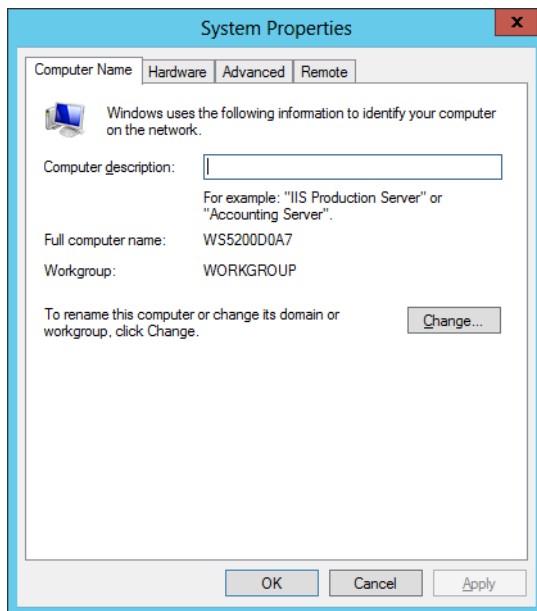 System Properties
x
Computer Name Hardware Advanced Remote
Windows uses the following information to identify your computer
on the network.
Computer description:
For example: "IIS Production Server" or
"Accounting Server".
Full computer name: WS5200D0A7
Workgroup: WORKGROUP
To rename this computer or change its domain or
workgroup, click Change.
Change...
OK Cancel Apply